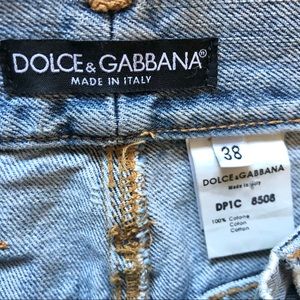 DOLCE & GABBANA®
MADE IN ITALY
38
DOLCE & GABBANA
MADE IN ITALY
DP1C 8508
100% Cotone
Coton
Cotton